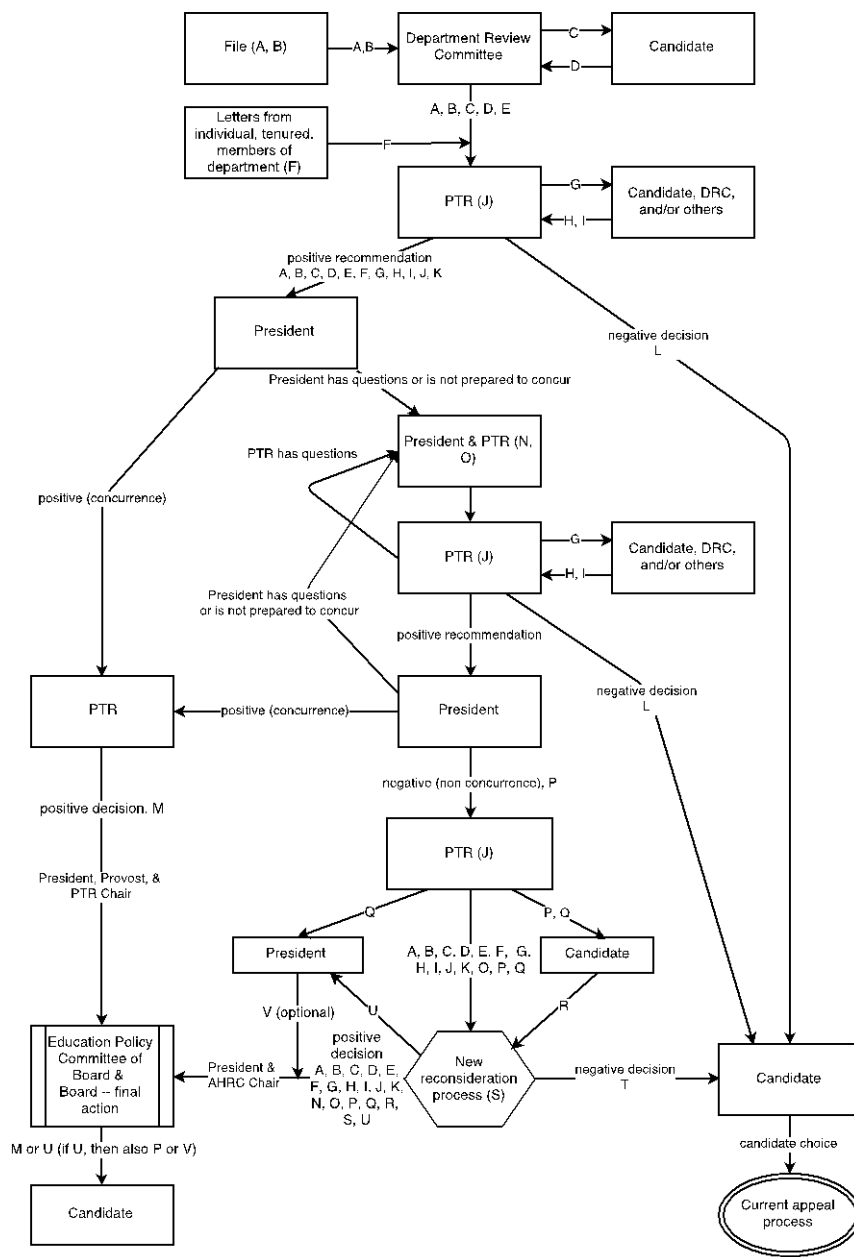 File (A, B)
A,B
Department Review
Committee
C
D
Candidate
A, B, C, D, E
Letters from
individual, tenured.
members of
department (F)
F
PTR (J)
G
H, I
Candidate, DRC,
and/or others
positive recommendation
A, B, C, D, E. F, G, H, I, J, K
negative decision
L
President
President has questions or is not prepared to concur
President & PTR (N,
O)
PTR has questions
positive (concurrence)
PTR (J)
G
H, I
Candidate, DRC,
and/or others
President has questions
or is not prepared to concur
positive recommendation
negative decision
L
PTR
positive (concurrence)
President
negative (non concurrence), P
positive decision. M
PTR (J)
President, Provost, &
PTR Chair
Q
P, Q
A, B, C. D, E. F, G.
H, I, J, K, O, P, Q
President
Candidate
V (optional)
U
R
positive
decision
A, B, C, D, E,
F, G, H, I, J, K,
N, O, P, Q, R,
S, U
Education Policy
Committee of
Board &
Board -- final
action
President &
AHRC Chair
New
reconsideration
process (S)
negative decision
T
Candidate
M or U (if U, then also P or V)
candidate choice
Candidate
Current appeal
process